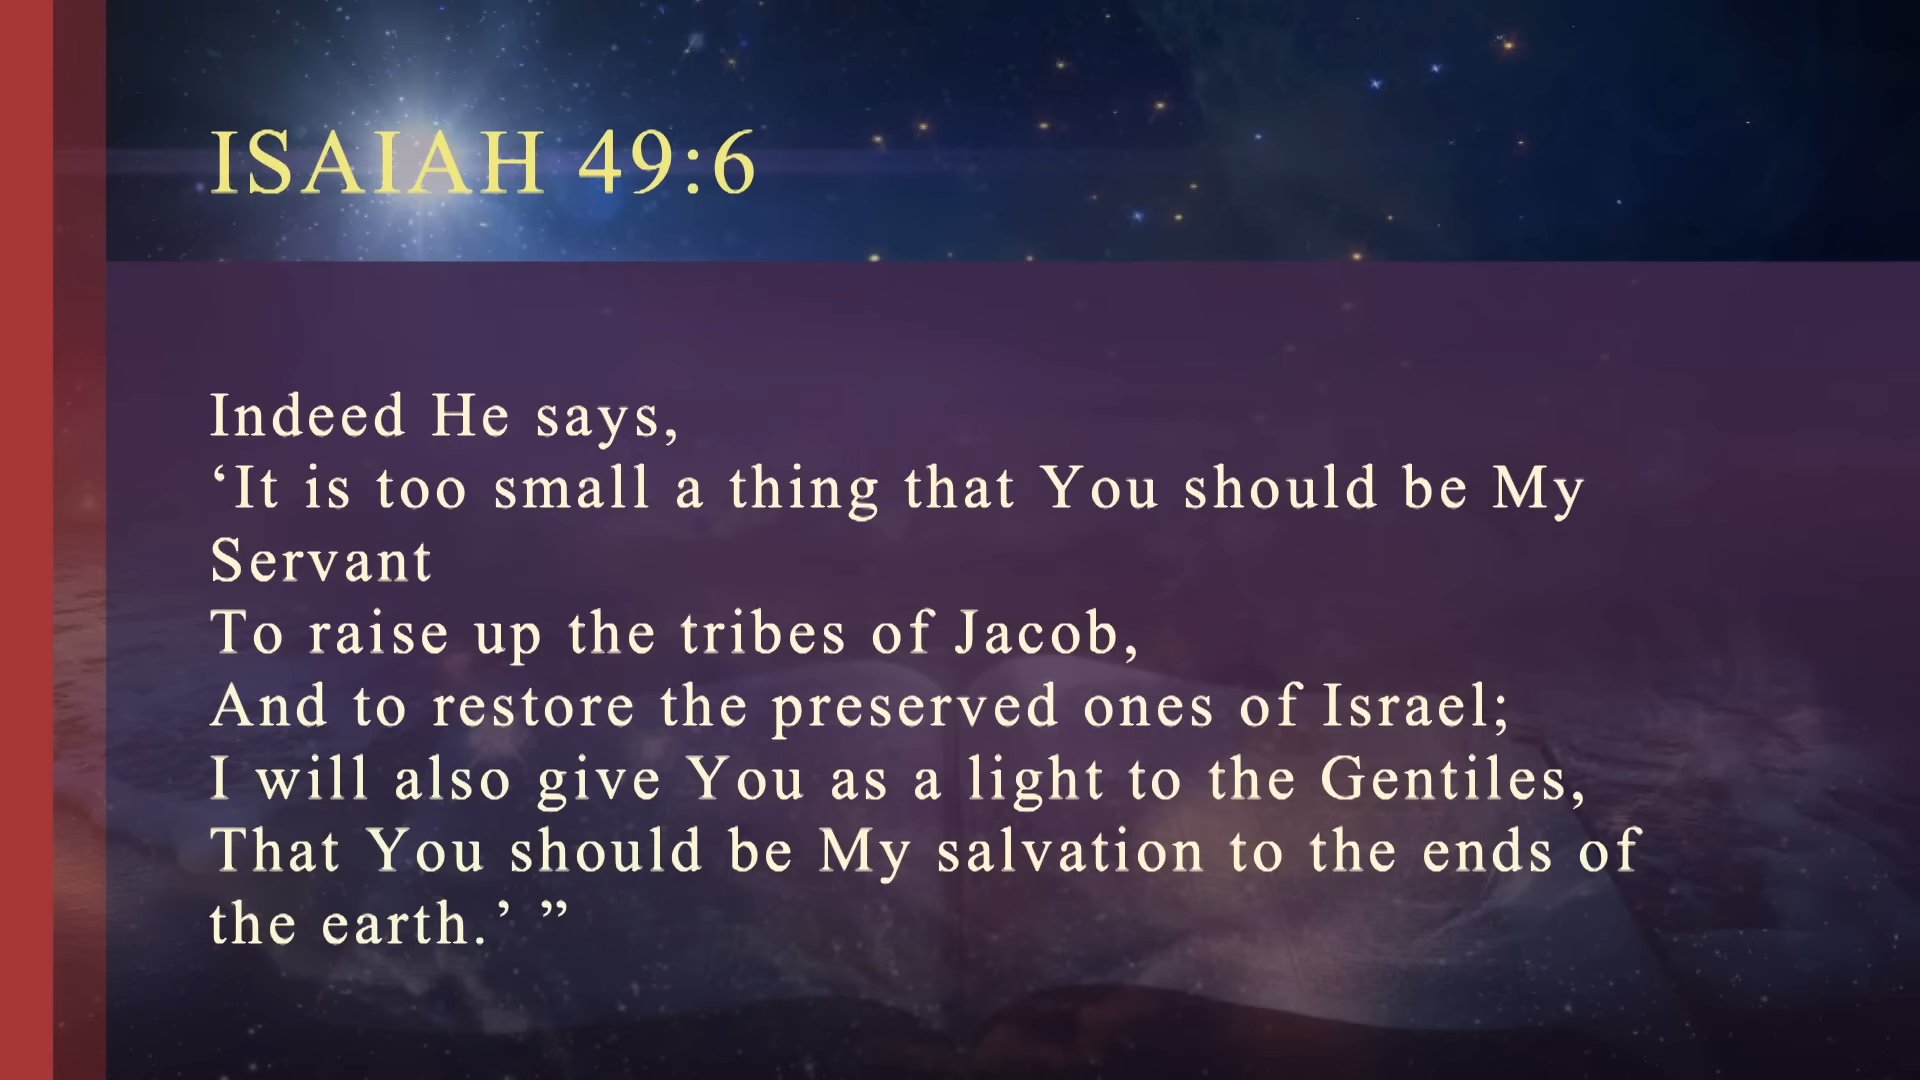 ISAIAH 49:6
Indeed He says,
‘It is too small a thing that You should be My
Servant
To raise up the tribes of Jacob,
And to restore the preserved ones of Israel;
I will also give You as a light to the Gentiles,
That You should be My salvation to the ends of
the earth.’ ”